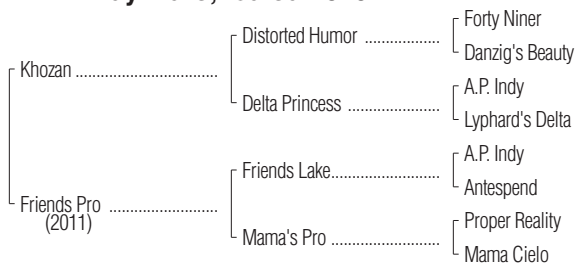 Forty Niner
Distorted Humor ..................
Danzig's Beauty
Khozan ..................................
A.P. Indy
Delta Princess ......................
Lyphard's Delta
A.P. Indy
Friends Lake..........................
Antespend
Friends Pro ..........................
(2011)
Proper Reality
Mama's Pro ..........................
Mama Cielo